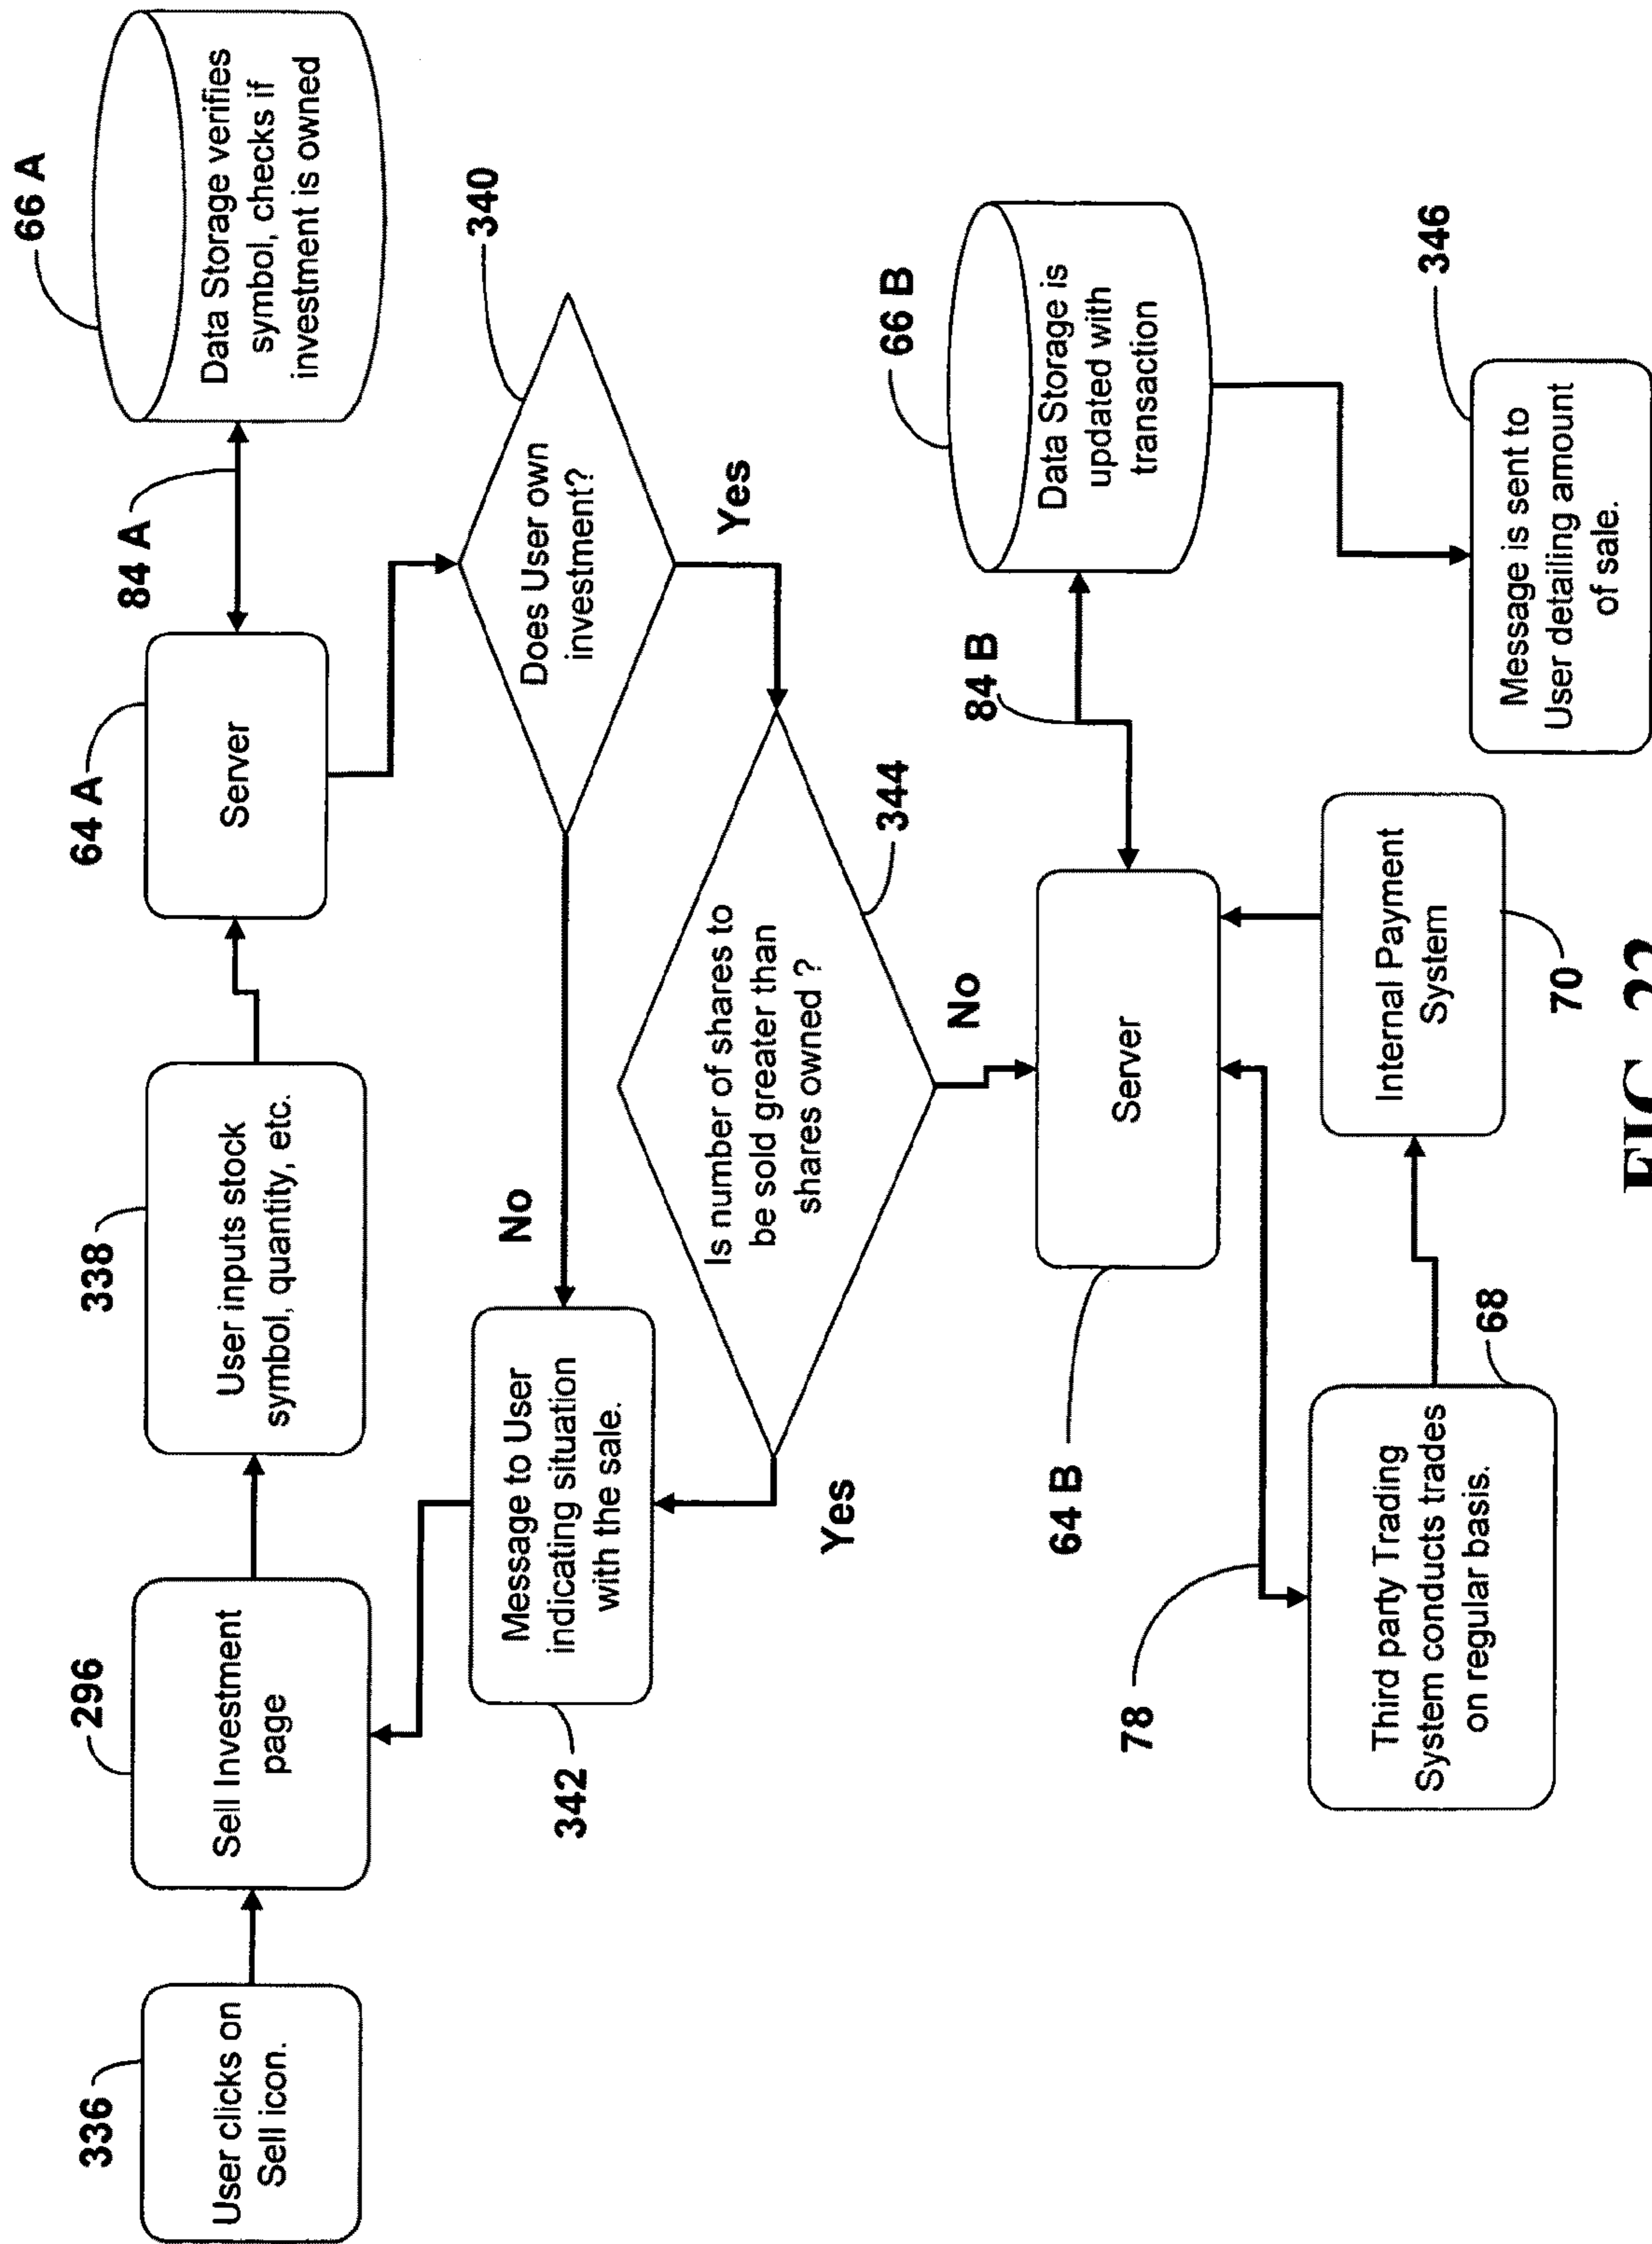 336
User clicks on
Sell icon.
296
Sell Investment
page
338
User inputs stock
symbol, quantity, etc.
64 A
Server
84 A
66 A
Data Storage verifies
symbol, checks if
investment is owned
342
Message to User
indicating situation
with the sale.
No
Does User own
investment?
340
Yes
Yes
Is number of shares to
be sold greater than
shares owned ?
344
No
64 B
Server
84 B
66 B
Data Storage is
updated with
transaction
78
Third party Trading
System conducts trades
on regular basis.
68
Internal Payment
System
70
Message is sent to
User detailing amount
of sale.
346
FIG